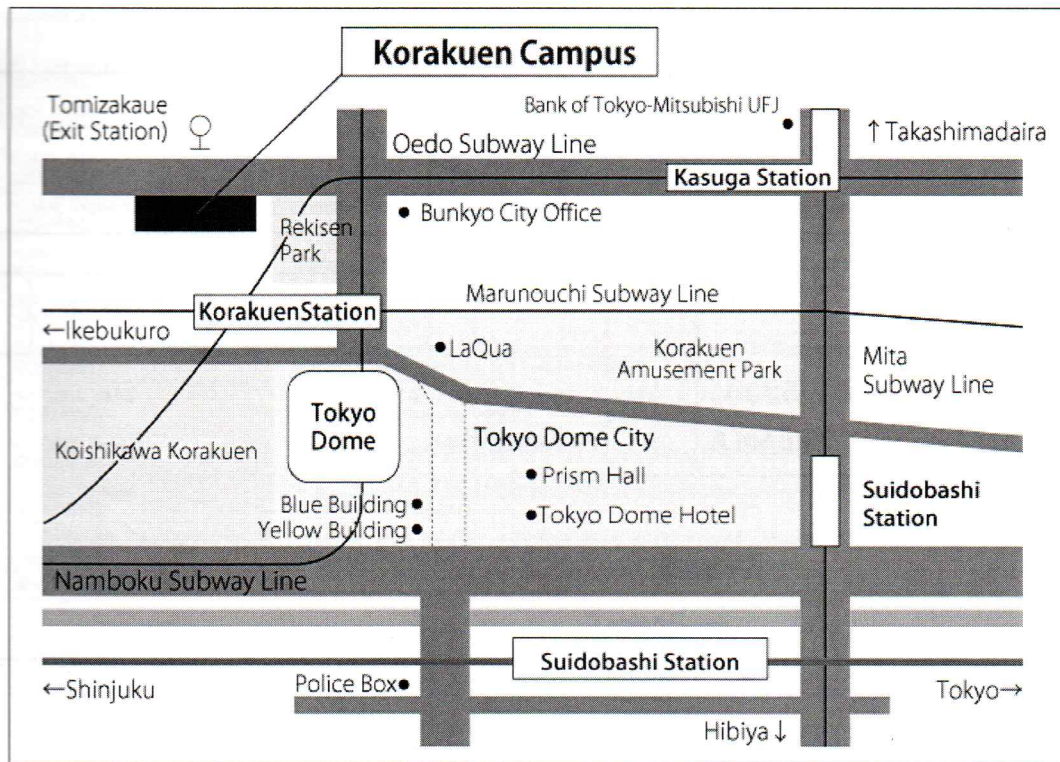 Korakuen Campus
Tomizakaue
(Exit Station)
Bank of Tokyo-Mitsubishi UFJ
↑Takashimadaira
Oedo Subway Line
Kasuga Station
Bunkyo City Office
Rekisen
Park
Marunouchi Subway Line
KorakuenStation
←Ikebukuro
LaQua
Korakuen
Amusement Park
Mita
Subway Line
Tokyo
Dome
Tokyo Dome City
Koishikawa Korakuen
Prism Hall
Blue Building
Tokyo Dome Hotel
Yellow Building
Suidobashi
Station
Namboku Subway Line
Suidobashi Station
←Shinjuku
Police Box
Tokyo→
Hibiya↓